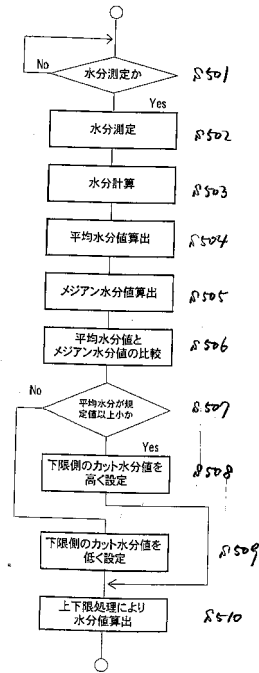 No
水分測定か
S501
Yes
水分測定
S502
水分計算
S503
平均水分値算出
S504
メジアン水分値算出
S505
平均水分値と
メジアン水分値の比較
S506
No
平均水分が規
定値以上小か
S507
Yes
下限側のカット水分値を
高く設定
S508
下限側のカット水分値を
低く設定
S509
上下限処理により
水分値算出
S510